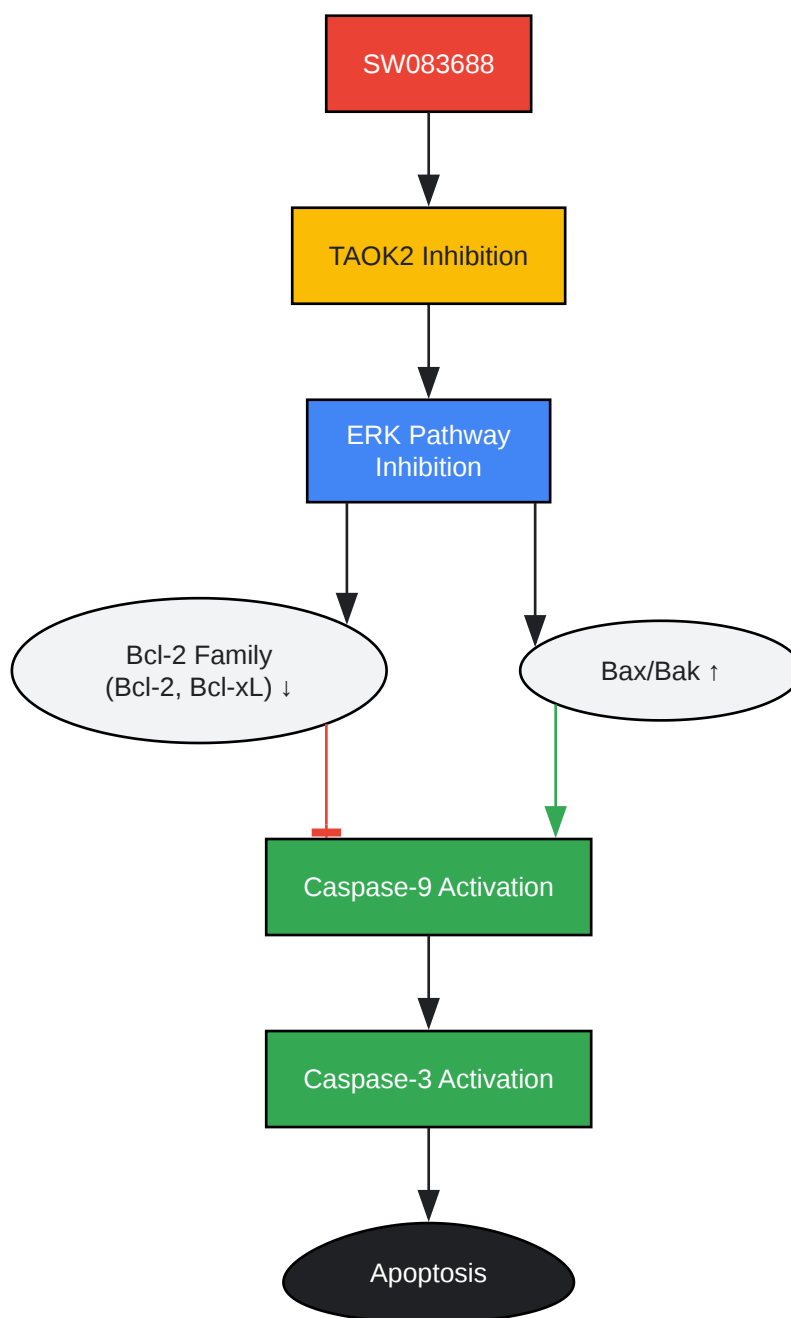 SW083688
TAOK2 Inhibition
ERK Pathway
Inhibition
Bcl-2 Family
(Bcl-2, Bcl-xL) ↓
Bax/Bak ↑
Caspase-9 Activation
Caspase-3 Activation
Apoptosis